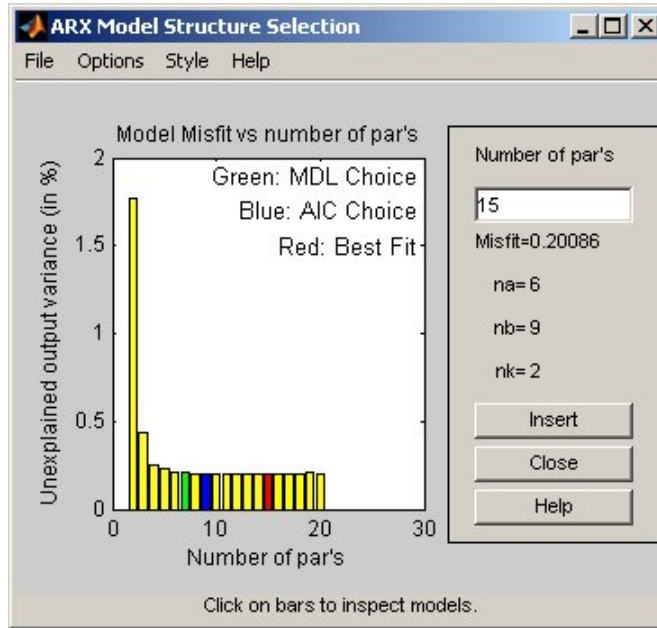 ARX Model Structure Selection
File Options Style Help
Model Misfit vs number of par's
Unexplained output variance (in %)
2
1.5
1
0.5
0
0 10 20 30
Number of par's
Green: MDL Choice
Blue: AIC Choice
Red: Best Fit
Number of par's
15
Misfit=0.20086
na= 6
nb= 9
nk= 2
Insert
Close
Help
Click on bars to inspect models.